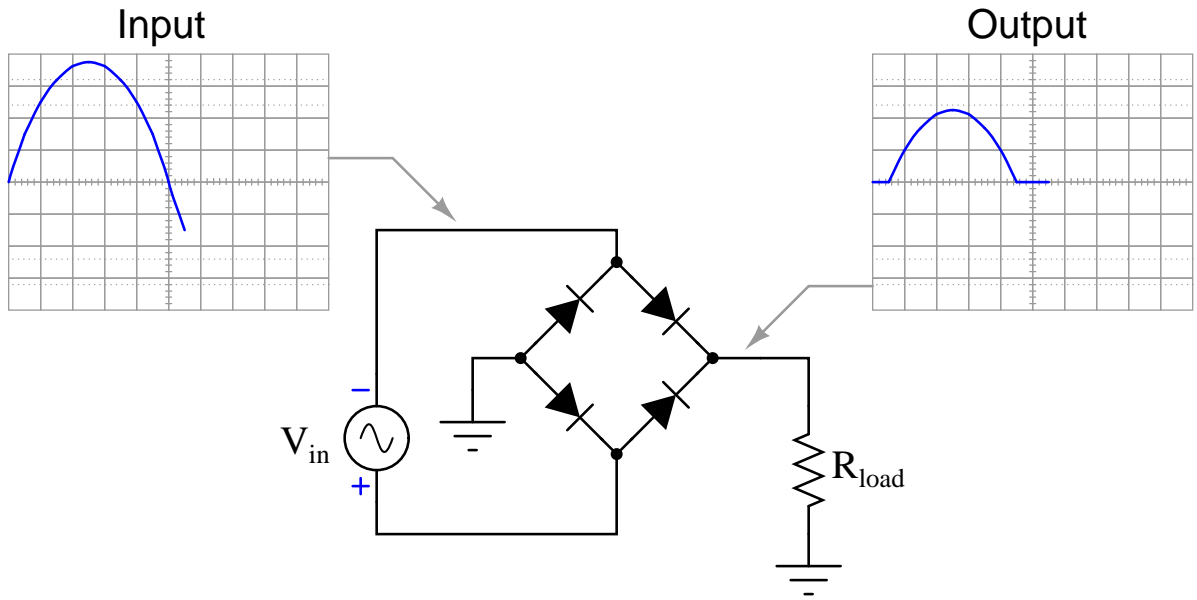 Input
Output
−
V_in
+
R_load